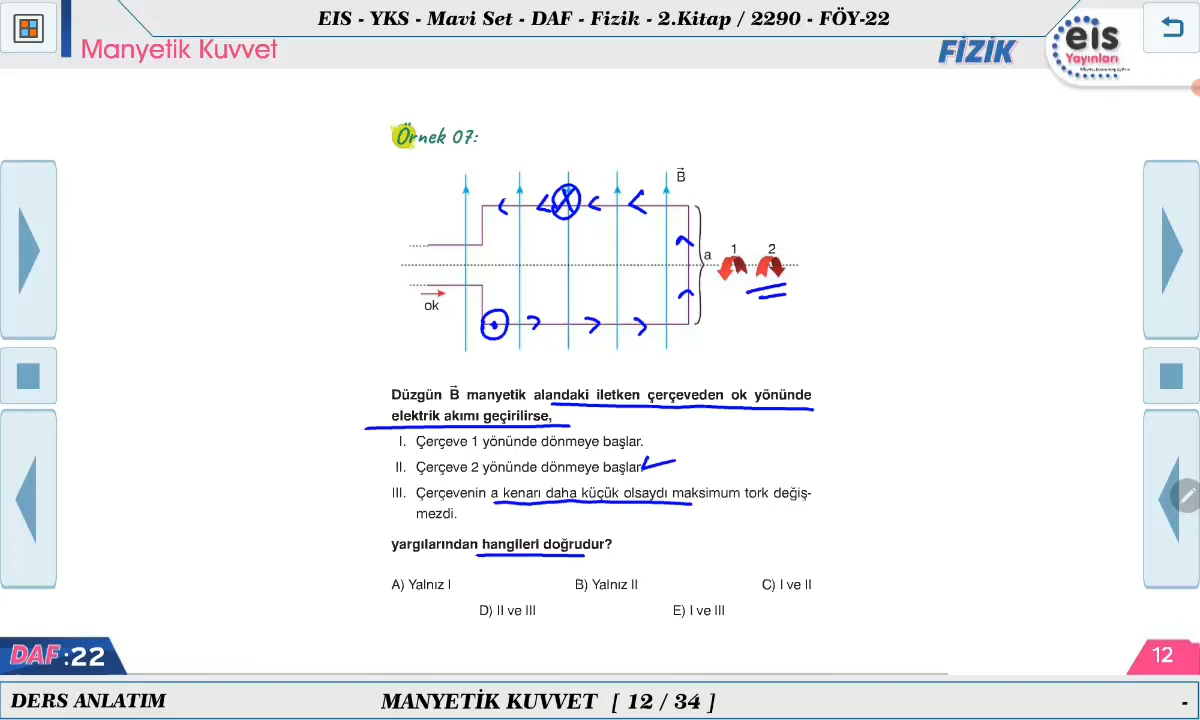 EIS - YKS - Mavi Set - DAF - Fizik - 2.Kitap / 2290 - FÖY-22
Manyetik Kuvvet
FİZİK
eis
Yayınları
Örnek 07:
B
a
1
2
ok
Düzgün B manyetik alandaki iletken çerçeveden ok yönünde
elektrik akımı geçirilirse,
I. Çerçeve 1 yönünde dönmeye başlar.
II. Çerçeve 2 yönünde dönmeye başlar
III. Çerçevenin a kenarı daha küçük olsaydı maksimum tork değiş-
mezdi.
yargılarından hangileri doğrudur?
A) Yalnız I
B) Yalnız II
C) I ve II
D) II ve III
E) I ve III
DAF:22
12
DERS ANLATIM
MANYETİK KUVVET [ 12 / 34 ]
-